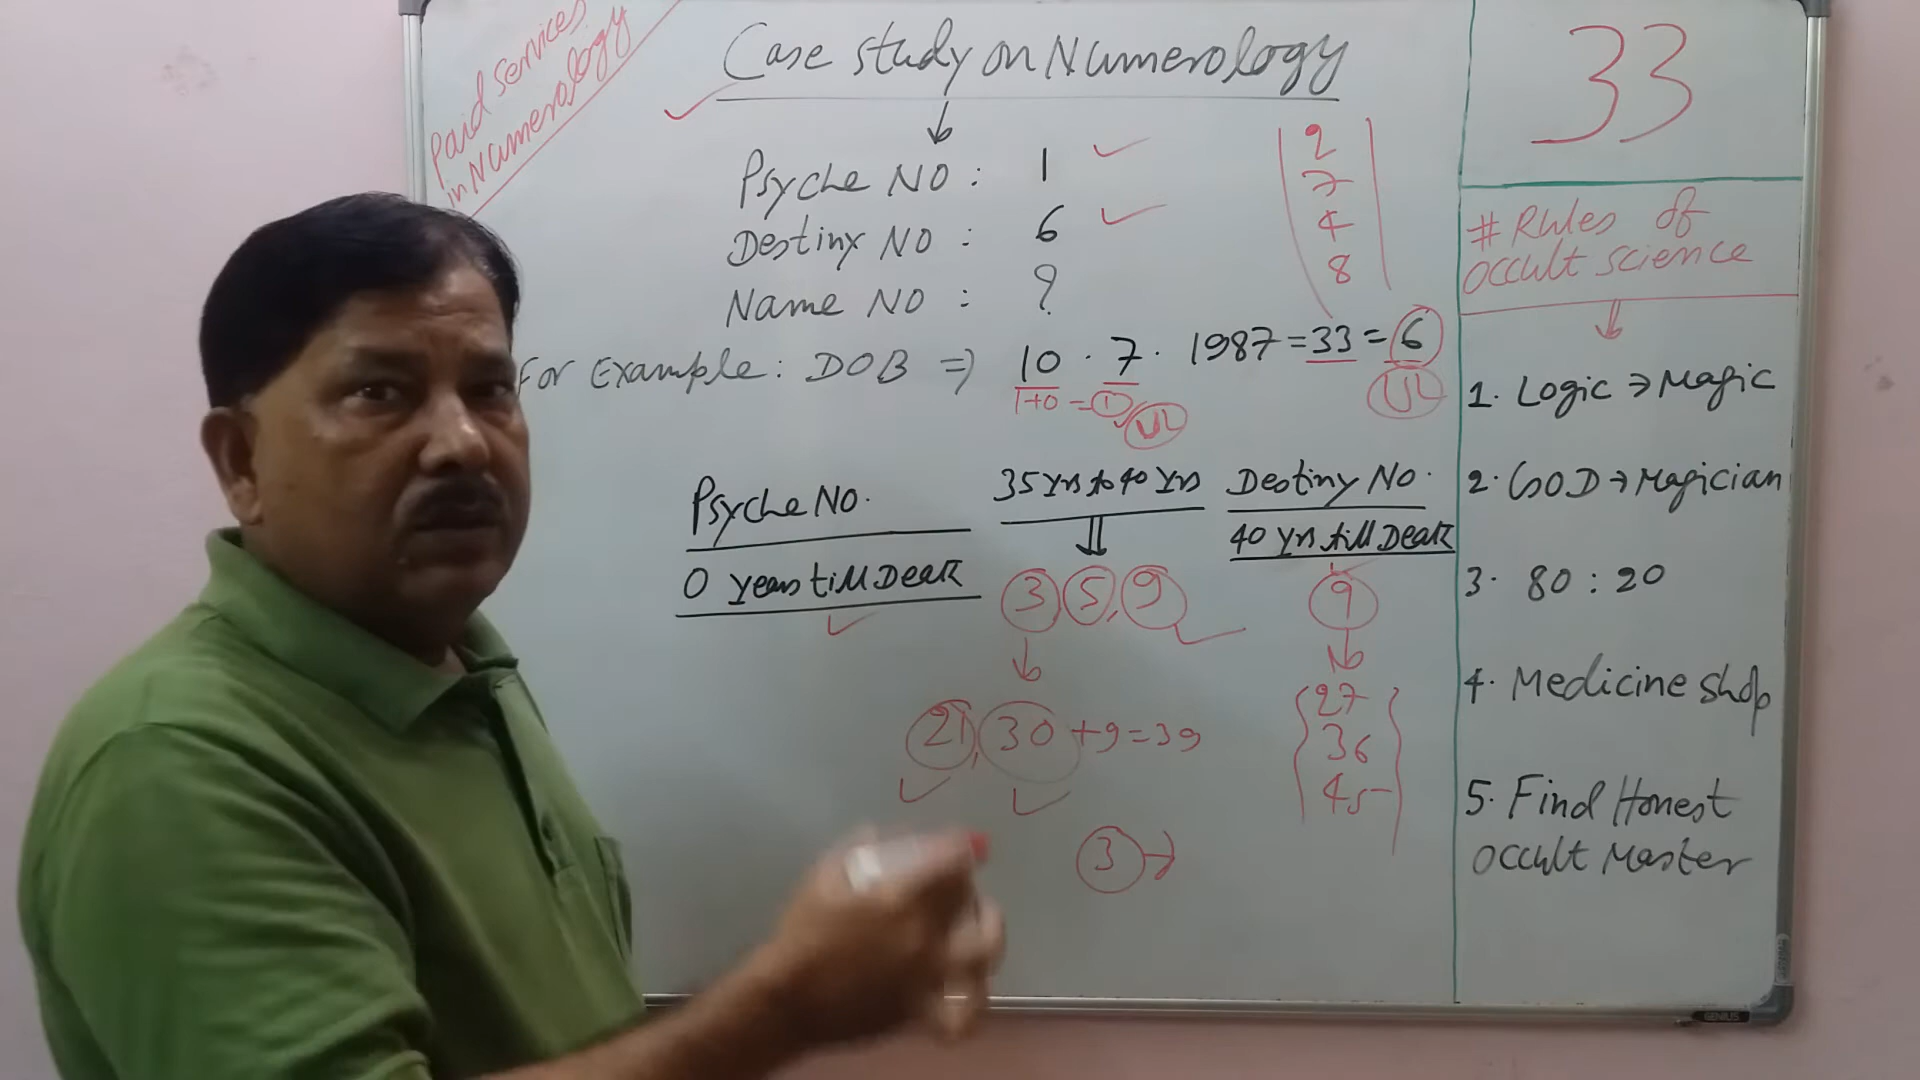 Paid Services
in Numerology
Case study on Numerology
Psyche NO : 1
Destiny NO : 6
Name NO : ?
2
7
4
8
For Example : DOB => 10 . 7 . 1987 = 33 = 6
1+0 = 1
UL
UL
Psyche NO.
0 years till Death
35 Yrs to 40 Yrs
3, 5, 9
21, 30 + 9 = 39
3 →
Destiny NO.
40 Yrs till Death
9
27
36
45
33
# Rules of
occult science
1. Logic → Magic
2. GOD → Magician
3. 80 : 20
4. Medicine shop
5. Find Honest
occult Master
GENIUS